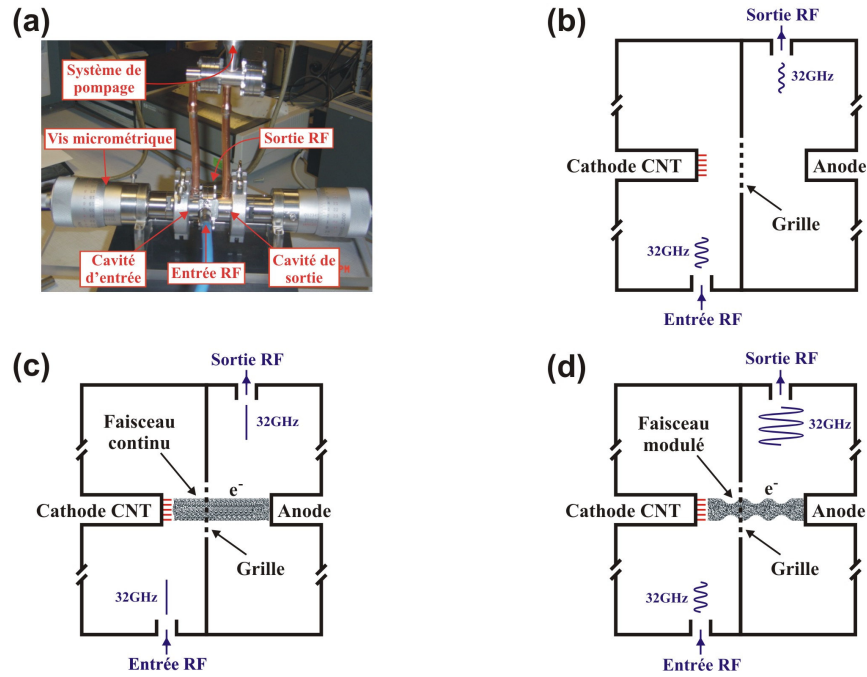 (a)
Système de
pompage
Vis micrométrique
Sortie RF
Cavité
d'entrée
Entrée RF
Cavité de
sortie
(b)
Sortie RF
32GHz
Cathode CNT
Anode
Grille
32GHz
Entrée RF
(c)
Sortie RF
32GHz
Faisceau
continu
e-
Cathode CNT
Anode
Grille
32GHz
Entrée RF
(d)
Sortie RF
32GHz
Faisceau
modulé
e-
Cathode CNT
Anode
Grille
32GHz
Entrée RF